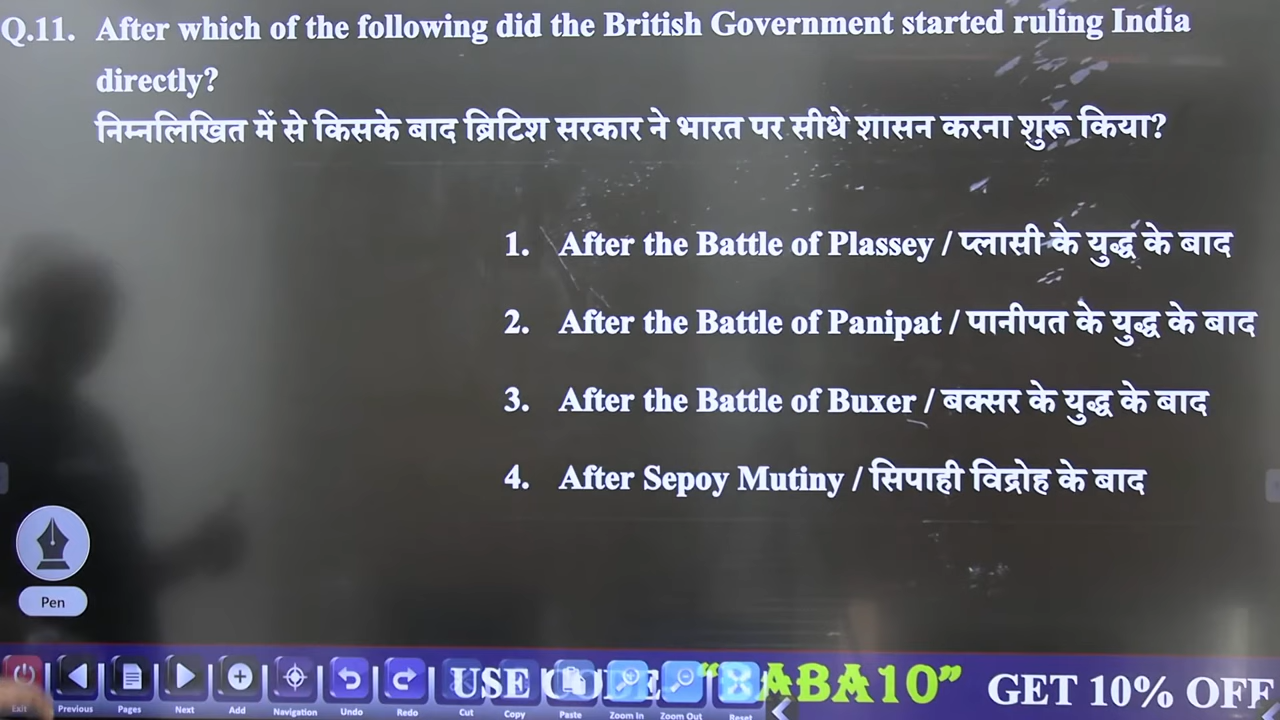 Q.11. After which of the following did the British Government started ruling India
directly?
निम्नलिखित में से किसके बाद ब्रिटिश सरकार ने भारत पर सीधे शासन करना शुरू किया?
1. After the Battle of Plassey / प्लासी के युद्ध के बाद
2. After the Battle of Panipat / पानीपत के युद्ध के बाद
3. After the Battle of Buxer / बक्सर के युद्ध के बाद
4. After Sepoy Mutiny / सिपाही विद्रोह के बाद
Pen
USE CODE “BABA10” GET 10% OFF
Exit Previous Pages Next Add Navigation Undo Redo Cut Copy Paste Zoom In Zoom Out Reset